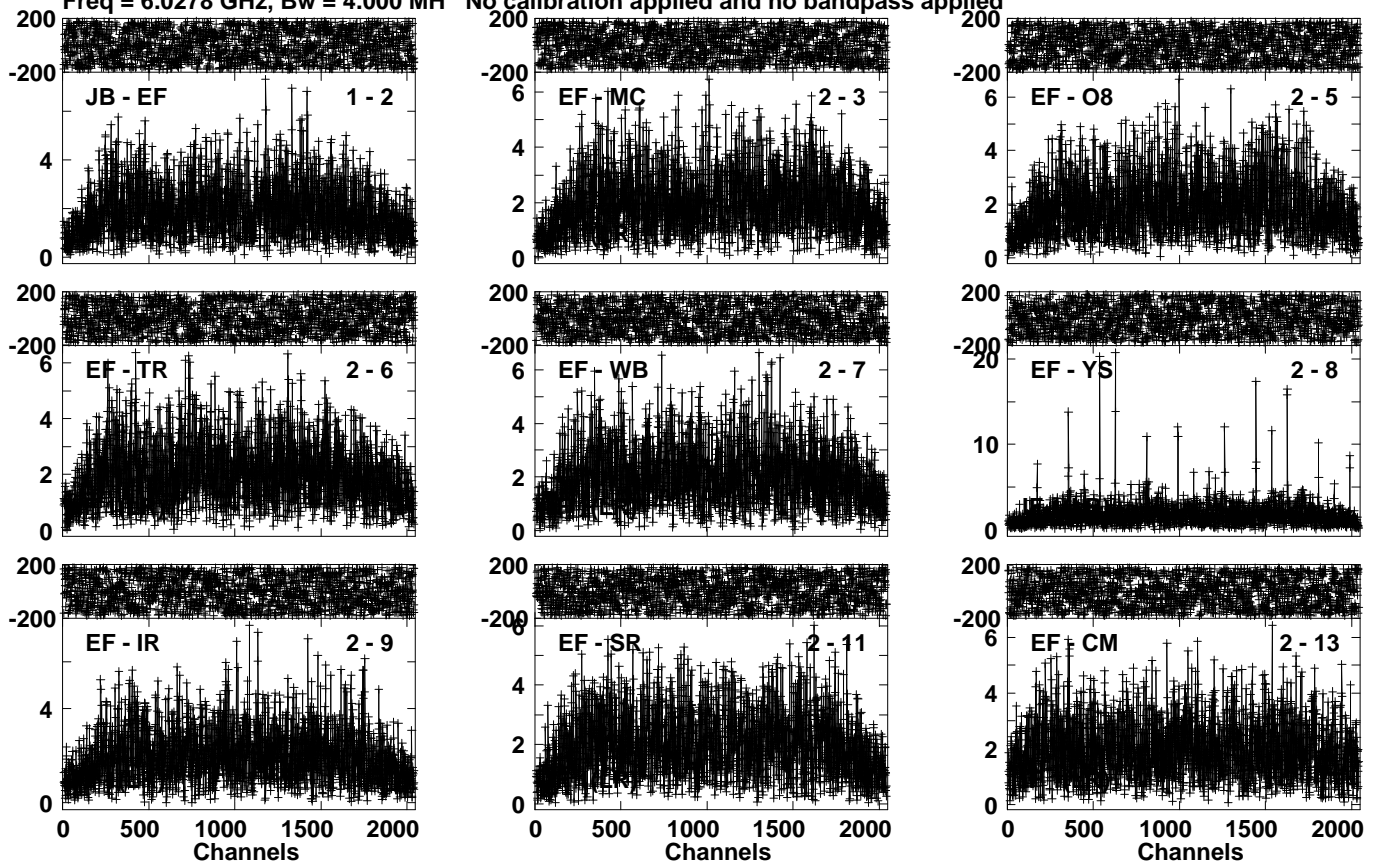 Freq = 6.0278 GHz, Bw = 4.000 MH No calibration applied and no bandpass applied
200 200 200
-200 -200 -200
JB - EF 1 - 2 EF - MC 2 - 3 EF - O8 2 - 5
6 6
4 4 4
2 2
0 0 0
200 200 200
-200 -200 -200
EF - TR 2 - 6 EF - WB 2 - 7 EF - YS 2 - 8
6 6 20
4 4 10
2 2
0 0 0
200 200 200
-200 -200 -200
EF - IR 2 - 9 EF - SR 2 - 11 EF - CM 2 - 13
6 6
4 4 4
2 2
0 0 0
0 500 1000 1500 2000 0 500 1000 1500 2000 0 500 1000 1500 2000
Channels Channels Channels